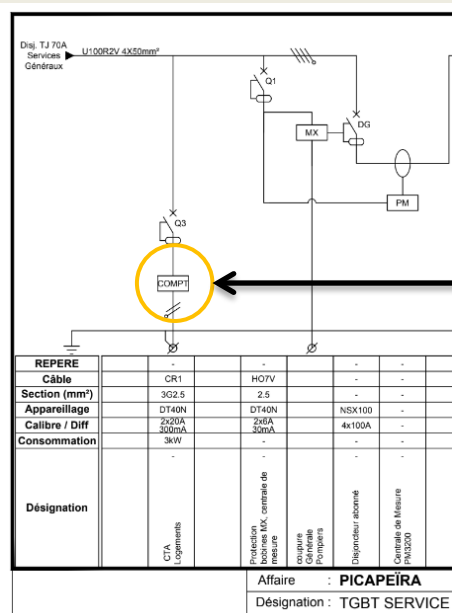 Disj. TJ 70A
Services
Généraux
U100R2V 4X50mm²
Q1
MX
DG
PM
Q3
COMPT
REPERE - - - -
Câble CR1 HO7V - -
Section (mm²) 3G2.5 2.5 - -
Appareillage DT40N DT40N NSX100 -
Calibre / Diff 2x20A 300mA 2x6A 30mA 4x100A -
Consommation 3kW - - -
Désignation - - - -
CTA
Logements
Protection
bobines MX, centrale de
mesure
coupure
Générale
Pompiers
Disjoncteur abonné
Centrale de Mesure
PM3200
Affaire : PICAPEÏRA
Désignation : TGBT SERVICE